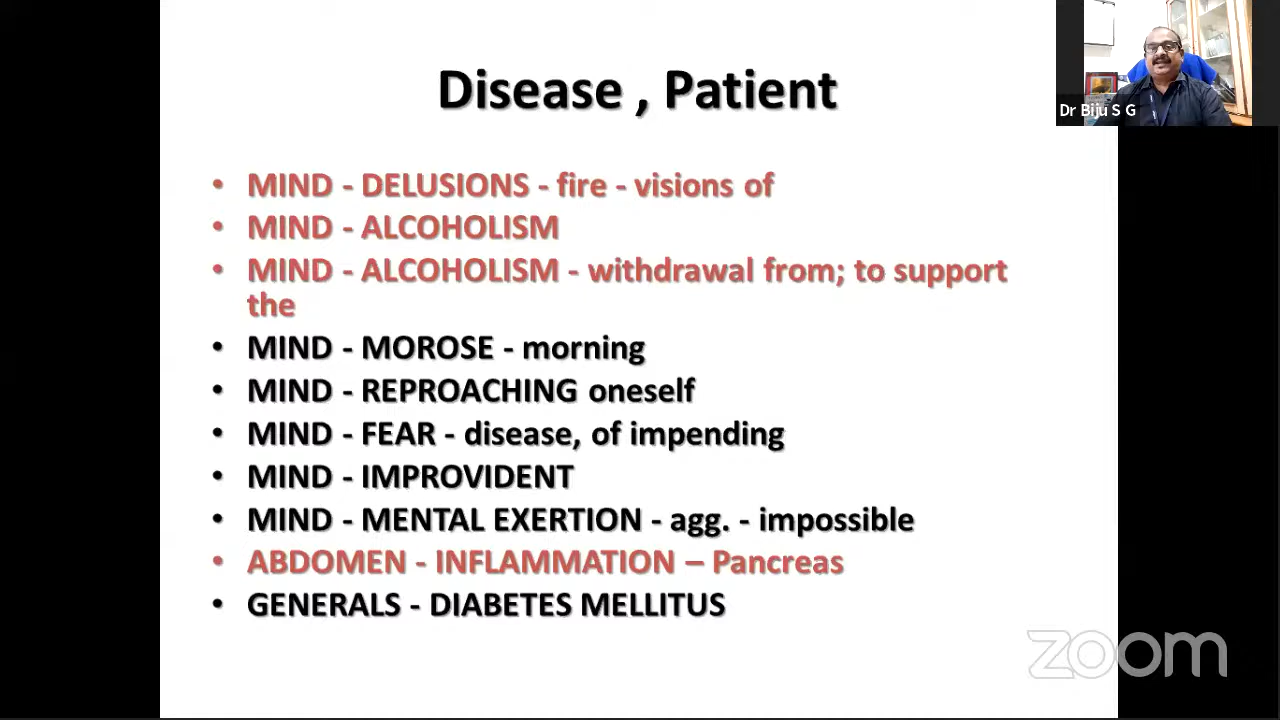 Disease , Patient
Dr Biju S G
• MIND - DELUSIONS - fire - visions of
• MIND - ALCOHOLISM
• MIND - ALCOHOLISM - withdrawal from; to support
the
• MIND - MOROSE - morning
• MIND - REPROACHING oneself
• MIND - FEAR - disease, of impending
• MIND - IMPROVIDENT
• MIND - MENTAL EXERTION - agg. - impossible
• ABDOMEN - INFLAMMATION – Pancreas
• GENERALS - DIABETES MELLITUS
zoom